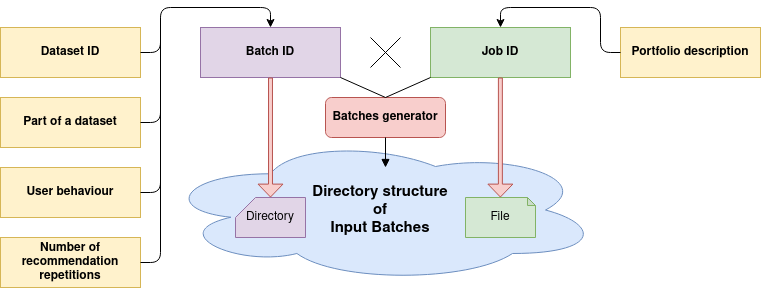 Dataset ID
Batch ID
Job ID
Portfolio description
Part of a dataset
Batches generator
User behaviour
Directory structure
of
Input Batches
Directory
File
Number of
recommendation
repetitions